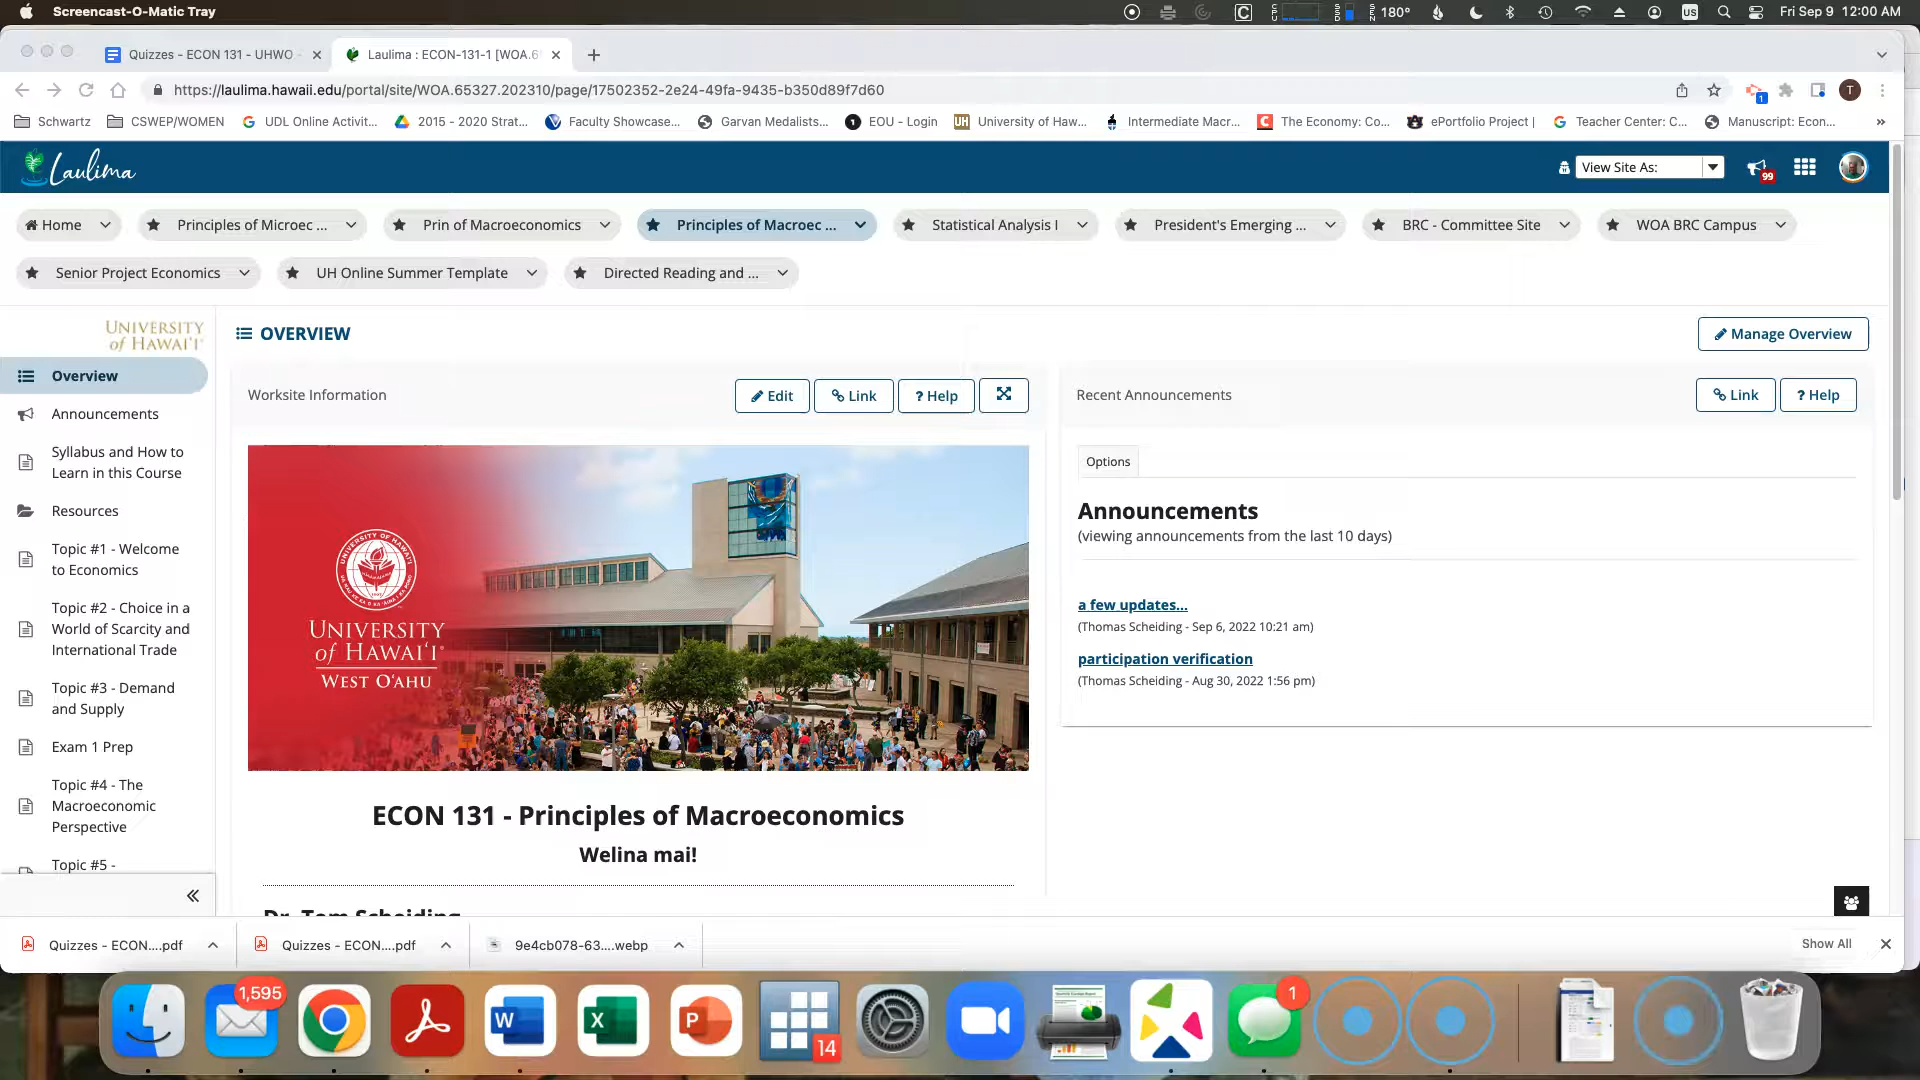 Screencast-O-Matic Tray
180°
US
Fri Sep 9 12:00 AM
Quizzes - ECON 131 - UHWO
Laulima : ECON-131-1 [WOA.6
https://laulima.hawaii.edu/portal/site/WOA.65327.202310/page/17502352-2e24-49fa-9435-b350d89f7d60
1
T
Schwartz
CSWEP/WOMEN
UDL Online Activit...
2015 - 2020 Strat...
Faculty Showcase...
Garvan Medalists...
EOU - Login
University of Haw...
Intermediate Macr...
The Economy: Co...
ePortfolio Project |
Teacher Center: C...
Manuscript: Econ...
Laulima
View Site As:
99
Home
Principles of Microec ...
Prin of Macroeconomics
Principles of Macroec ...
Statistical Analysis I
President's Emerging ...
BRC - Committee Site
WOA BRC Campus
Senior Project Economics
UH Online Summer Template
Directed Reading and ...
UNIVERSITY
of HAWAI'I
Overview
Announcements
Syllabus and How to
Learn in this Course
Resources
Topic #1 - Welcome
to Economics
Topic #2 - Choice in a
World of Scarcity and
International Trade
Topic #3 - Demand
and Supply
Exam 1 Prep
Topic #4 - The
Macroeconomic
Perspective
Topic #5 -
OVERVIEW
Manage Overview
Worksite Information
Edit
Link
? Help
UNIVERSITY
of HAWAI'I
WEST O'AHU
ECON 131 - Principles of Macroeconomics
Welina mai!
Dr. Tom Scheiding
Recent Announcements
Link
? Help
Options
Announcements
(viewing announcements from the last 10 days)
a few updates...
(Thomas Scheiding - Sep 6, 2022 10:21 am)
participation verification
(Thomas Scheiding - Aug 30, 2022 1:56 pm)
Quizzes - ECON....pdf
Quizzes - ECON....pdf
9e4cb078-63....webp
Show All
1,595
W
X
P
14
1